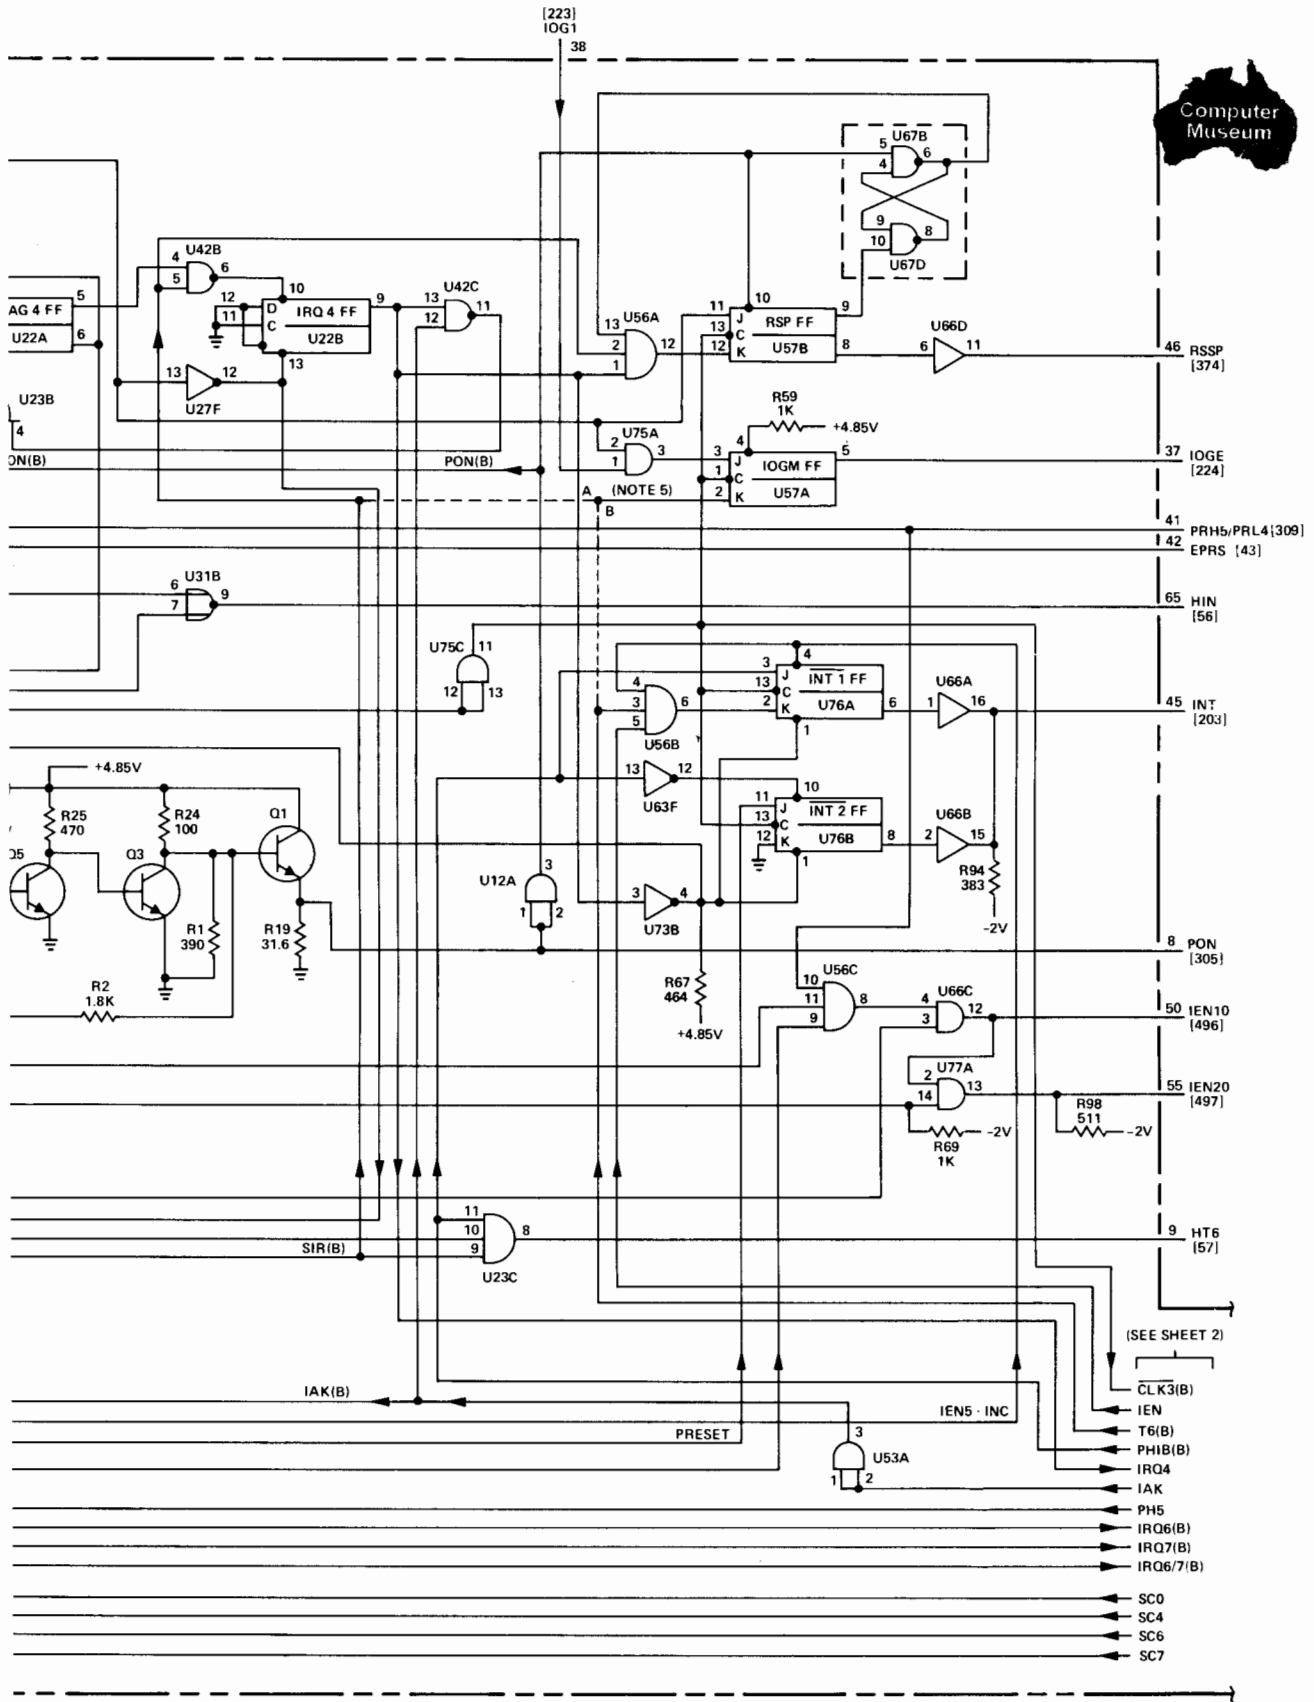 [223]
IOG1
38
Computer
Museum
U67B
5
6
4
9
8
10
U67D
U42B
4
6
5
10
12
D
IRQ 4 FF
9
11
C
U22B
13
U42C
13
11
12
5
AG 4 FF
U22A
6
13
12
U27F
U23B
4
ON(B)
PON(B)
U56A
13
2
12
1
11
10
J
RSP FF
9
13
C
12
K
U57B
8
U66D
6
11
46
RSSP
[374]
R59
1K
+4.85V
U75A
2
3
1
4
3
J
IOGM FF
5
1
C
2
K
U57A
37
IOGE
[224]
A
(NOTE 5)
B
41
PRH5/PRL4[309]
42
EPRS [43]
U31B
6
9
7
65
HIN
[56]
U75C
11
12
13
4
3
6
5
U56B
4
3
J
INT 1 FF
13
C
2
K
U76A
6
1
U66A
1
16
45
INT
[203]
+4.85V
R25
470
R24
100
Q1
Q5
Q3
R1
390
R19
31.6
R2
1.8K
13
12
U63F
10
11
J
INT 2 FF
13
C
12
K
U76B
8
1
U66B
2
15
R94
383
-2V
3
U12A
1
2
3
4
U73B
8
PON
[305]
R67
464
+4.85V
U56C
10
11
8
9
U66C
4
12
3
50
IEN10
[496]
U77A
2
13
14
55
IEN20
[497]
R98
511
-2V
R69
1K
-2V
11
10
8
9
U23C
SIR(B)
9
HT6
[57]
(SEE SHEET 2)
IAK(B)
CLK3(B)
IEN5 · INC
IEN
T6(B)
PRESET
3
U53A
1
2
PHIB(B)
IRQ4
IAK
PH5
IRQ6(B)
IRQ7(B)
IRQ6/7(B)
SC0
SC4
SC6
SC7